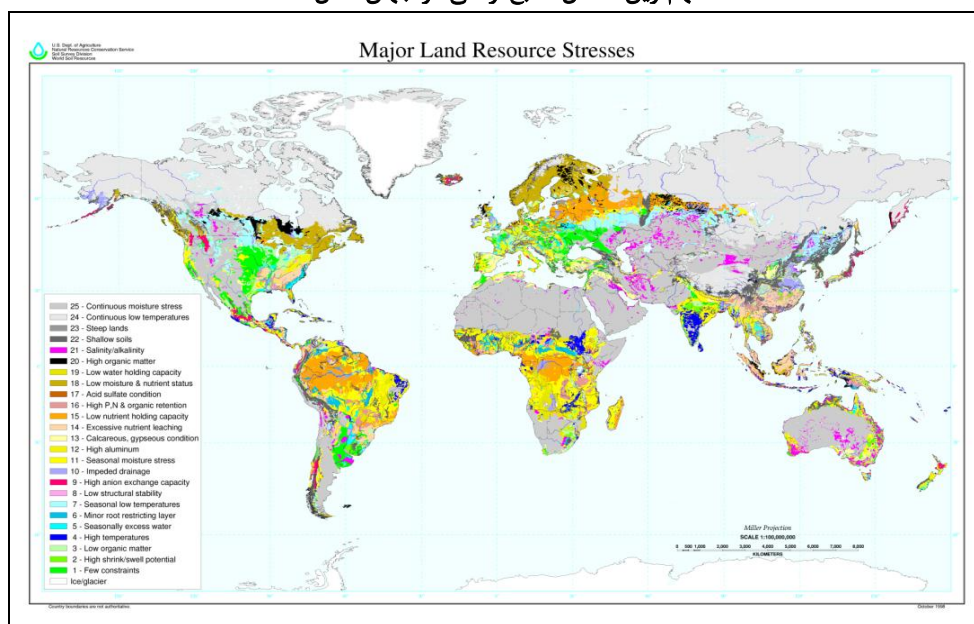 U.S. Dept. of Agriculture
Natural Resources Conservation Service
Soil Survey Division
World Soil Resources
Major Land Resource Stresses
25 - Continuous moisture stress
24 - Continuous low temperatures
23 - Steep lands
22 - Shallow soils
21 - Salinity/alkalinity
20 - High organic matter
19 - Low water holding capacity
18 - Low moisture & nutrient status
17 - Acid sulfate condition
16 - High P,N & organic retention
15 - Low nutrient holding capacity
14 - Excessive nutrient leaching
13 - Calcareous, gypseous condition
12 - High aluminum
11 - Seasonal moisture stress
10 - Impeded drainage
9 - High anion exchange capacity
8 - Low structural stability
7 - Seasonal low temperatures
6 - Minor root restricting layer
5 - Seasonally excess water
4 - High temperatures
3 - Low organic matter
2 - High shrink/swell potential
1 - Few constraints
Ice/glacier
Miller Projection
SCALE 1:100,000,000
KILOMETERS
Country boundaries are not authoritative.
October 1998